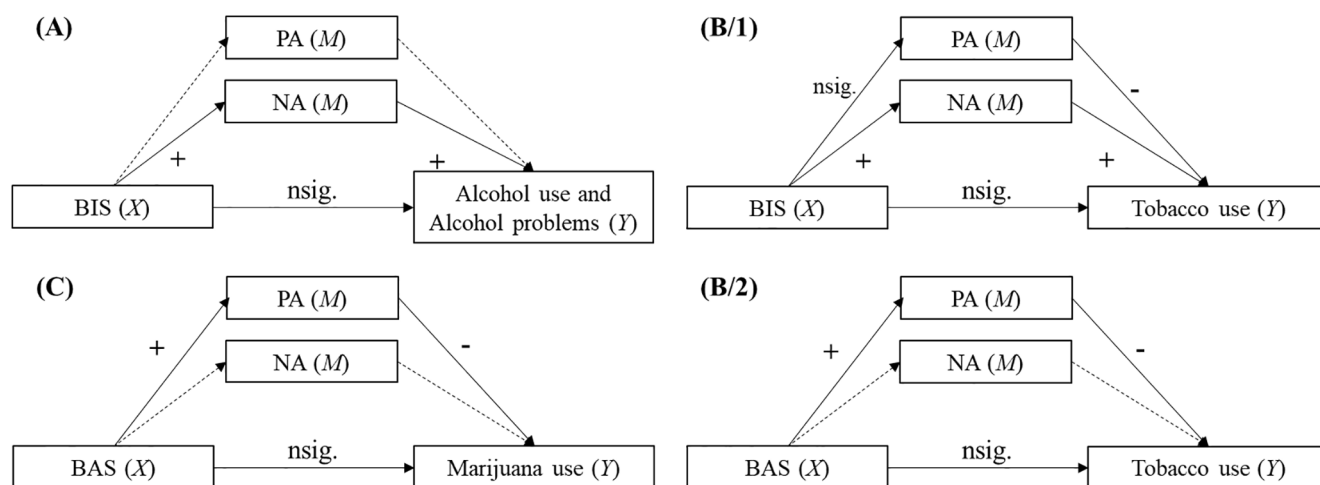 (A)
PA (M)
NA (M)
+
+
BIS (X)
nsig.
Alcohol use and
Alcohol problems (Y)
(B/1)
PA (M)
nsig.
-
NA (M)
+
+
BIS (X)
nsig.
Tobacco use (Y)
(C)
PA (M)
+
-
NA (M)
BAS (X)
nsig.
Marijuana use (Y)
(B/2)
PA (M)
+
-
NA (M)
BAS (X)
nsig.
Tobacco use (Y)